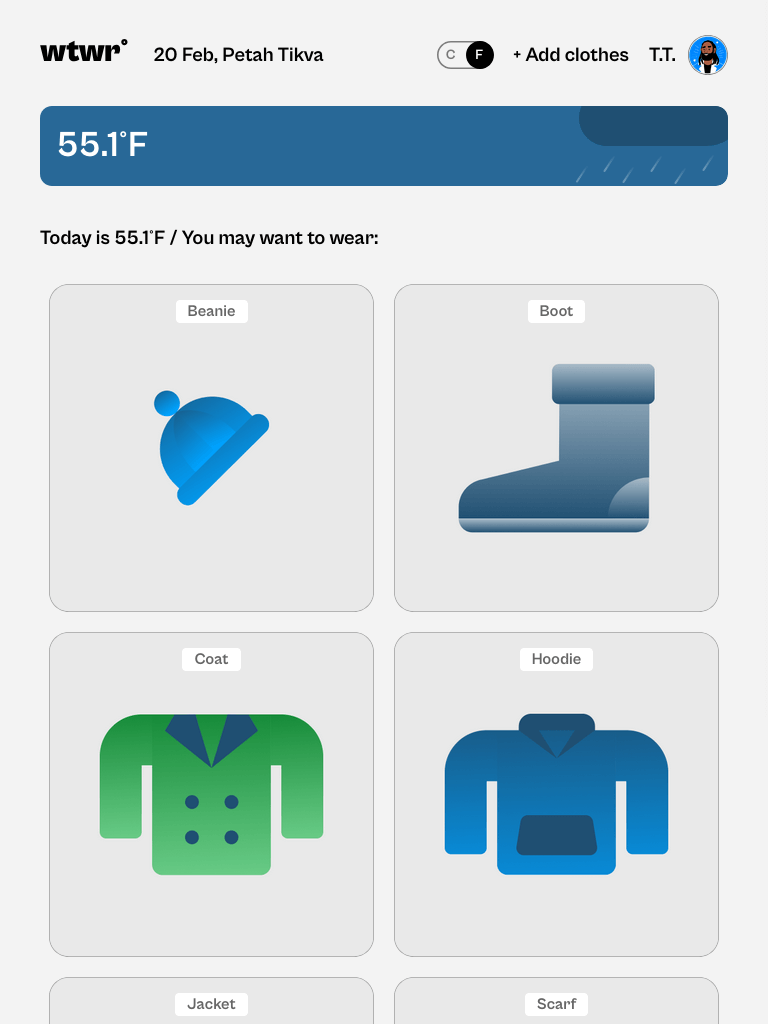 wtwr°
20 Feb, Petah Tikva
C F
+ Add clothes
T.T.
55.1°F
Today is 55.1°F / You may want to wear:
Beanie
Boot
Coat
Hoodie
Jacket
Scarf